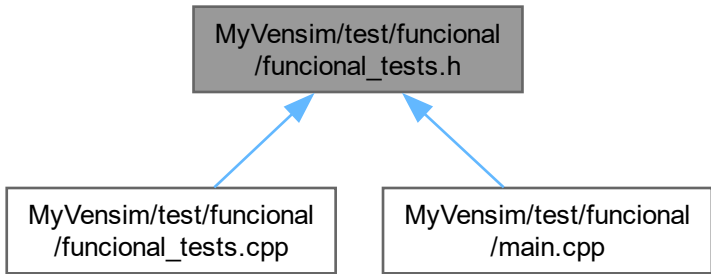 MyVensim/test/funcional
/funcional_tests.h
MyVensim/test/funcional
/funcional_tests.cpp
MyVensim/test/funcional
/main.cpp